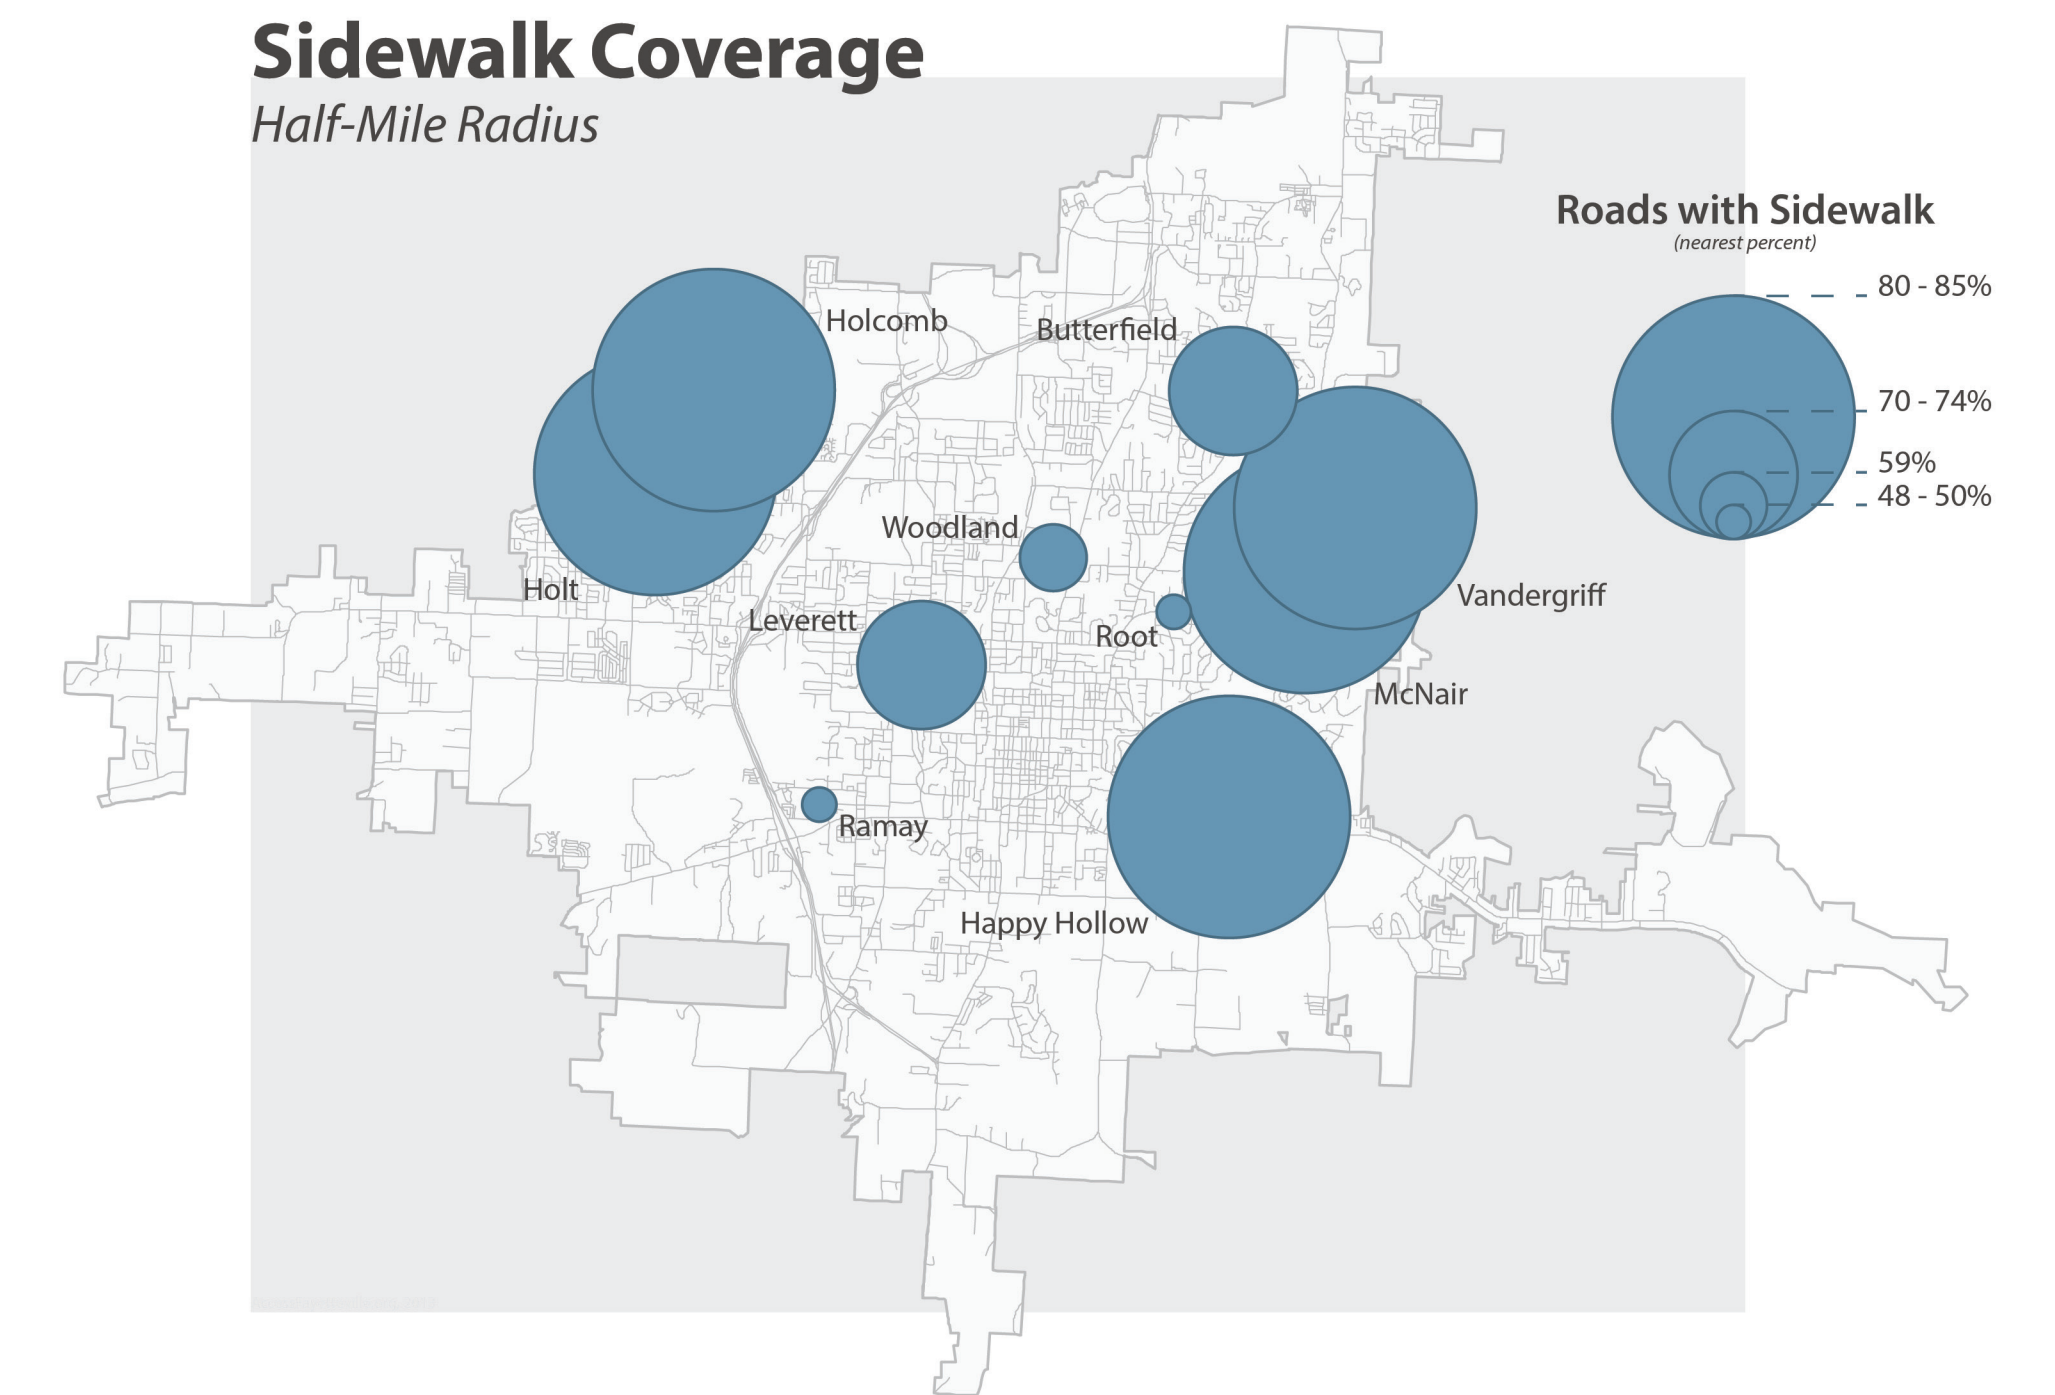 Sidewalk Coverage
Half-Mile Radius
Roads with Sidewalk
(nearest percent)
80 - 85%
70 - 74%
59%
48 - 50%
Holcomb
Butterfield
Woodland
Holt
Vandergriff
Leverett
Root
McNair
Ramay
Happy Hollow